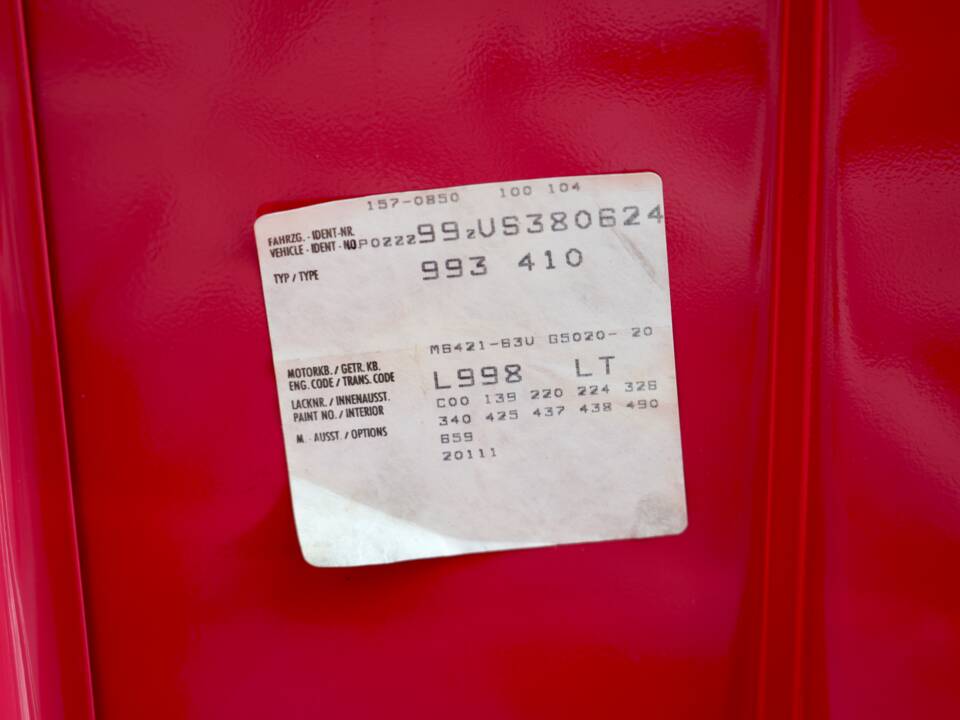 157-0850 100 104
FAHRZG. - IDENT-NR.
VEHICLE - IDENT - NO. P0ZZZ99ZVS380624
TYP / TYPE 993 410
M6421-63V G5020- 20
MOTORKB. / GETR. KB.
ENG. CODE / TRANS. CODE L998 LT
LACKNR. / INNENAUSST. C00 139 220 224 326
PAINT NO. / INTERIOR 340 425 437 438 490
M. AUSST. / OPTIONS 659
20111